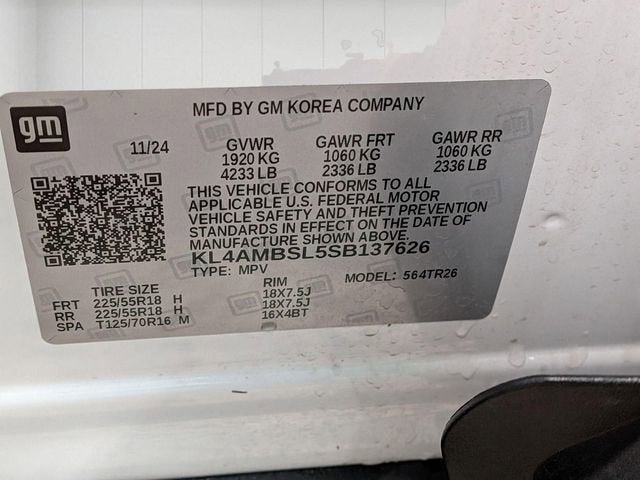 gm
MFD BY GM KOREA COMPANY
11/24
GVWR GAWR FRT GAWR RR
1920 KG 1060 KG 1060 KG
4233 LB 2336 LB 2336 LB
THIS VEHICLE CONFORMS TO ALL
APPLICABLE U.S. FEDERAL MOTOR
VEHICLE SAFETY AND THEFT PREVENTION
STANDARDS IN EFFECT ON THE DATE OF
MANUFACTURE SHOWN ABOVE.
KL4AMBSL5SB137626
TYPE: MPV MODEL: 564TR26
TIRE SIZE RIM
FRT 225/55R18 H 18X7.5J
RR 225/55R18 H 18X7.5J
SPA T125/70R16 M 16X4BT